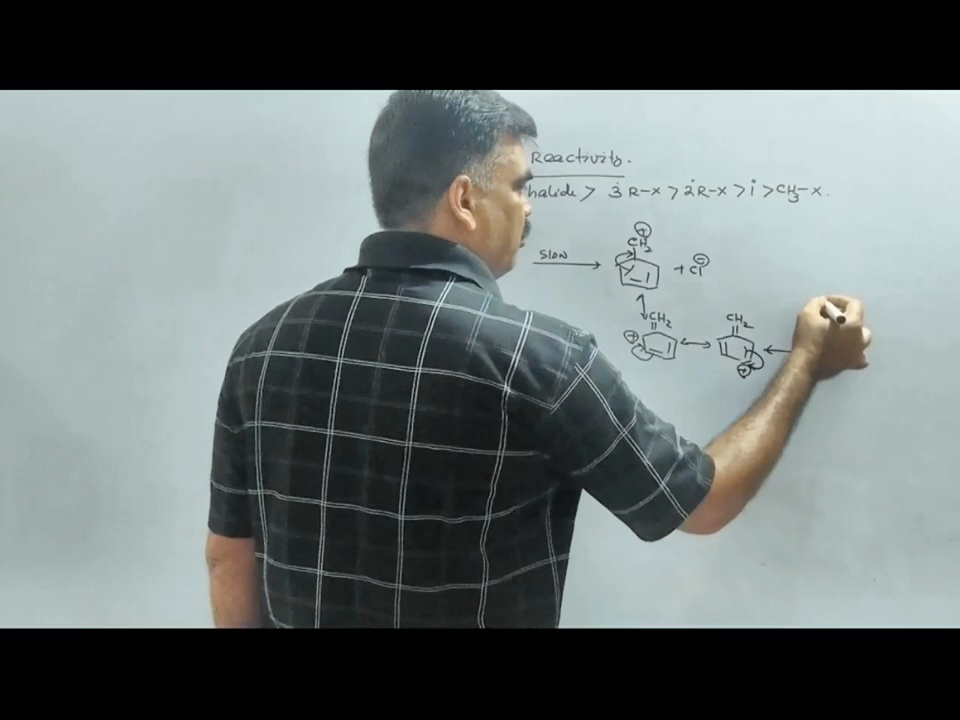 Reactivity.
halide > 3° R-X > 2° R-X > 1° > CH3-X.
⊕
CH2
slow
+ Cl ⊖
CH2
CH2
⊕
⊕